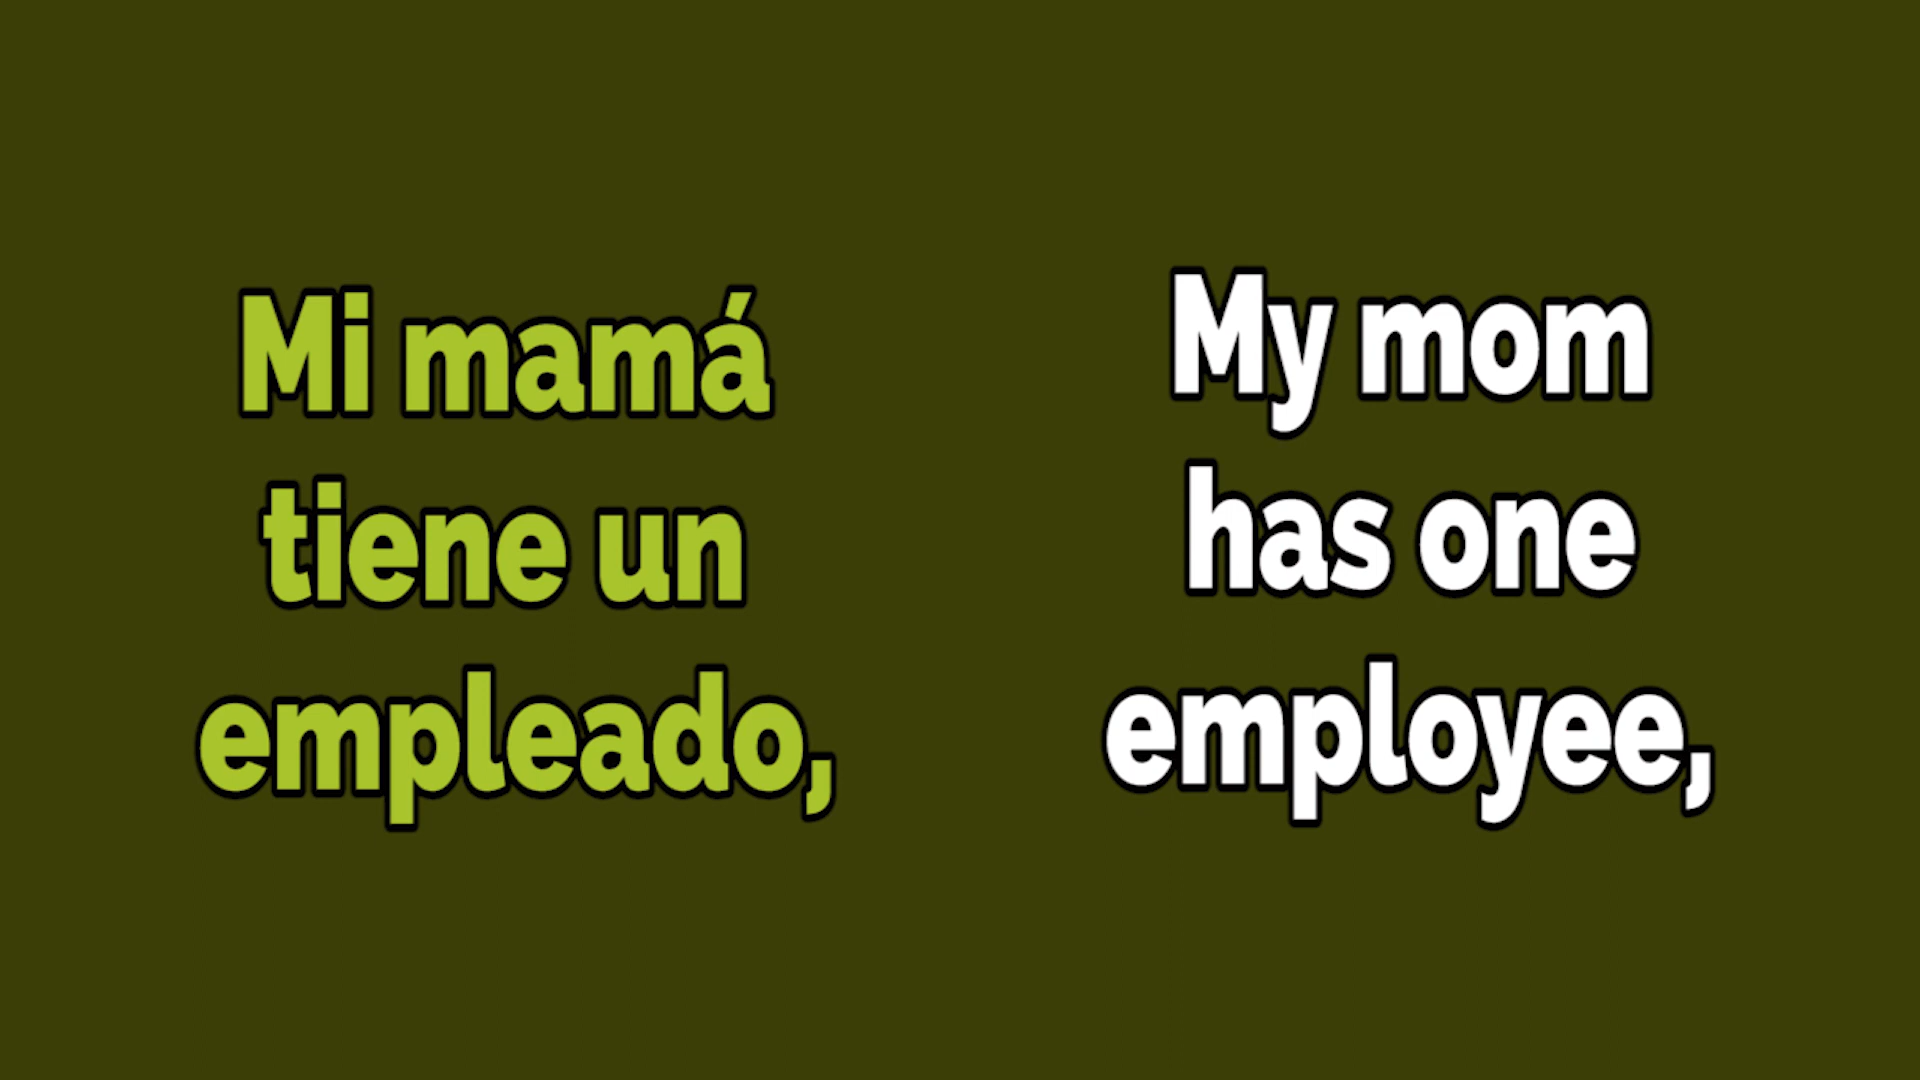 Mi mamá
tiene un
empleado,
My mom
has one
employee,